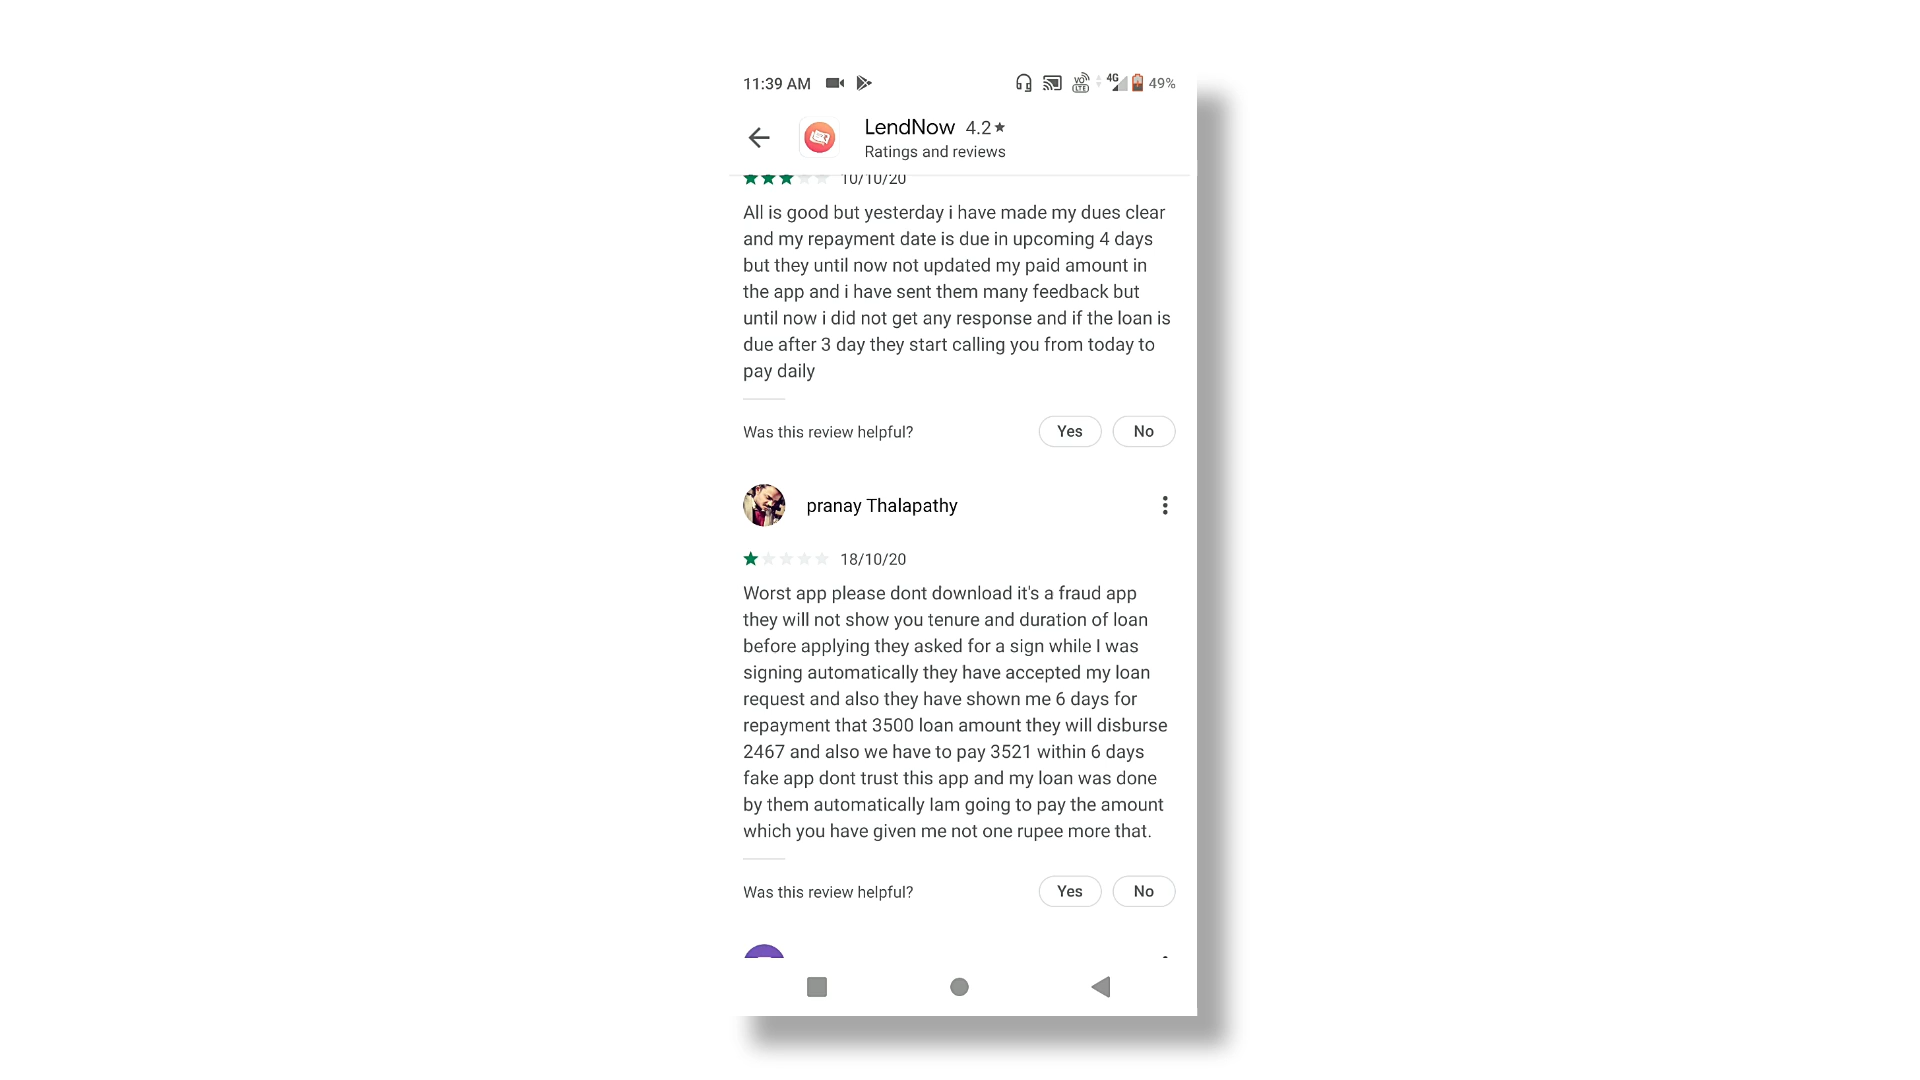 11:39 AM
4G 49%
LendNow 4.2★
Ratings and reviews
10/10/20
All is good but yesterday i have made my dues clear
and my repayment date is due in upcoming 4 days
but they until now not updated my paid amount in
the app and i have sent them many feedback but
until now i did not get any response and if the loan is
due after 3 day they start calling you from today to
pay daily
Was this review helpful? Yes No
pranay Thalapathy
18/10/20
Worst app please dont download it's a fraud app
they will not show you tenure and duration of loan
before applying they asked for a sign while I was
signing automatically they have accepted my loan
request and also they have shown me 6 days for
repayment that 3500 loan amount they will disburse
2467 and also we have to pay 3521 within 6 days
fake app dont trust this app and my loan was done
by them automatically Iam going to pay the amount
which you have given me not one rupee more that.
Was this review helpful? Yes No